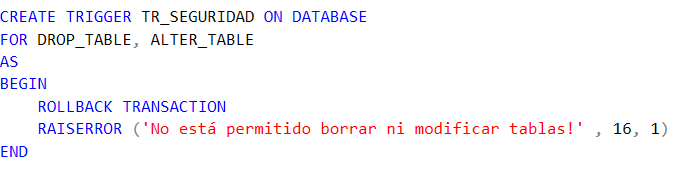 CREATE TRIGGER TR_SEGURIDAD ON DATABASE
FOR DROP_TABLE, ALTER_TABLE
AS
BEGIN
    ROLLBACK TRANSACTION
    RAISERROR ('No está permitido borrar ni modificar tablas!' , 16, 1)
END